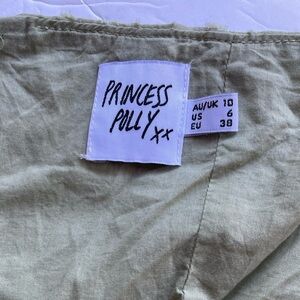 PRINCESS
POLLY xx
AU/UK 10
US 6
EU 38